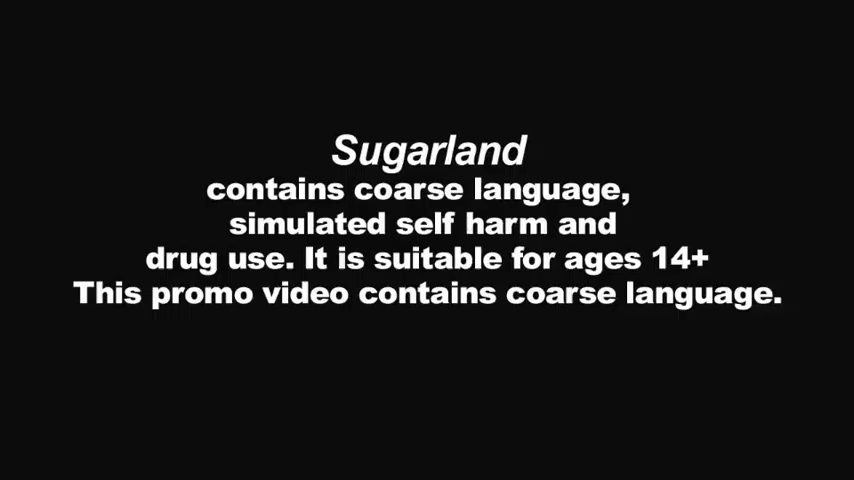 Sugarland
contains coarse language,
simulated self harm and
drug use. It is suitable for ages 14+
This promo video contains coarse language.